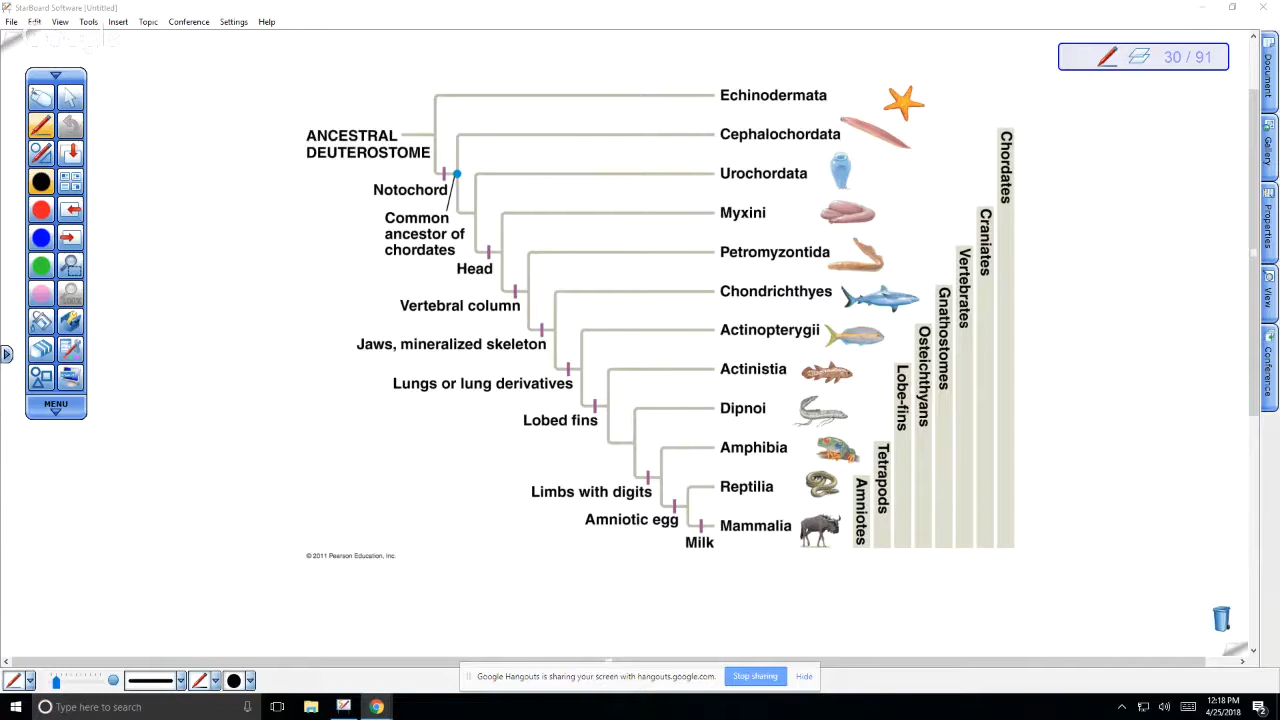 StarBoard Software [Untitled]
File Edit View Tools Insert Topic Conference Settings Help
30 / 91
Document
Gallery
Properties
View
Conference
MENU
Echinodermata
ANCESTRAL
DEUTEROSTOME
Cephalochordata
Urochordata
Notochord
Common
ancestor of
chordates
Myxini
Head
Petromyzontida
Vertebral column
Chondrichthyes
Jaws, mineralized skeleton
Actinopterygii
Lungs or lung derivatives
Actinistia
Lobed fins
Dipnoi
Amphibia
Limbs with digits
Reptilia
Amniotic egg
Mammalia
Milk
Chordates
Craniates
Vertebrates
Gnathostomes
Osteichthyans
Lobe-fins
Tetrapods
Amniotes
© 2011 Pearson Education, Inc.
Google Hangouts is sharing your screen with hangouts.google.com.
Stop sharing
Hide
Type here to search
12:18 PM
4/25/2018
2